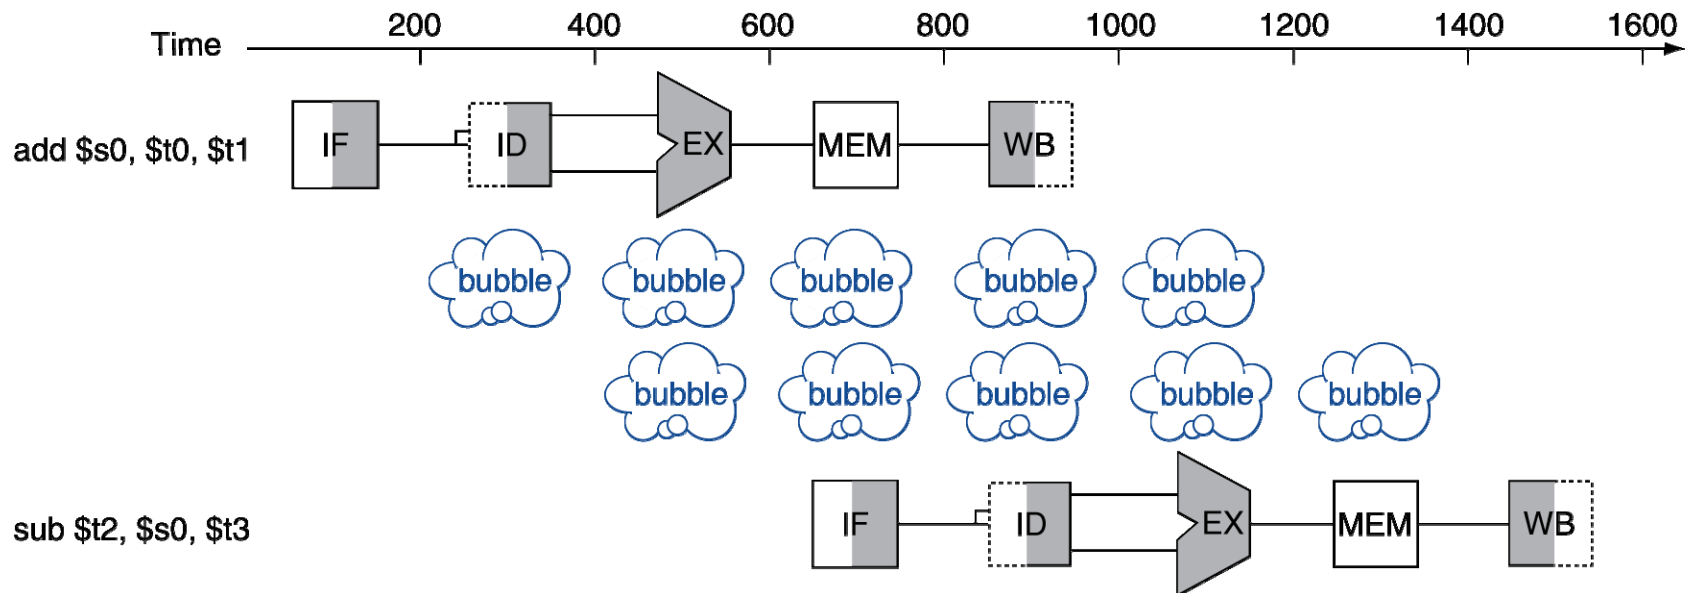 200 400 600 800 1000 1200 1400 1600
Time
add $s0, $t0, $t1 IF ID EX MEM WB
bubble bubble bubble bubble bubble
bubble bubble bubble bubble bubble
sub $t2, $s0, $t3 IF ID EX MEM WB